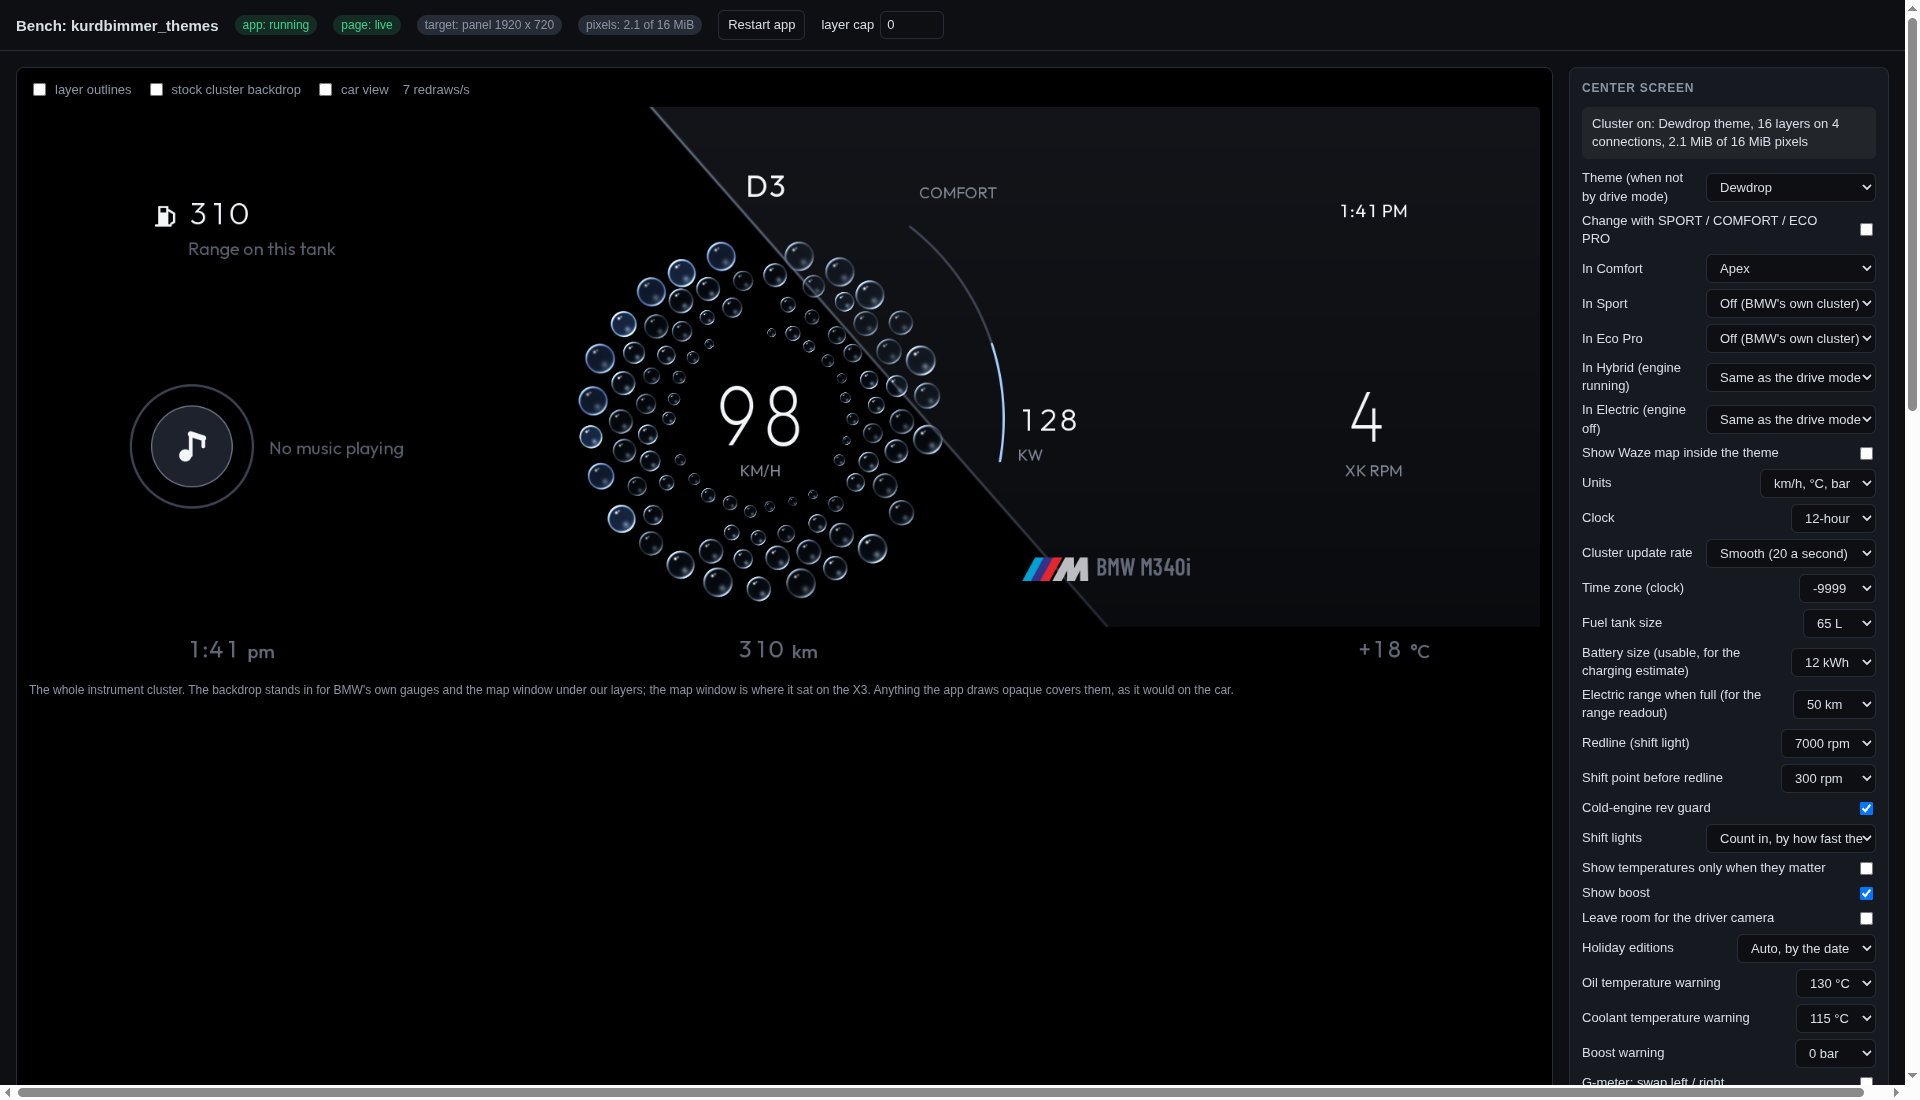 Bench: kurdbimmer_themes
app: running
page: live
target: panel 1920 x 720
pixels: 2.1 of 16 MiB
Restart app
layer cap
0
layer outlines
stock cluster backdrop
car view
7 redraws/s
310
Range on this tank
No music playing
D3
COMFORT
1:41 PM
98
KM/H
128
KW
4
XK RPM
M BMW M340i
1:41 pm
310 km
+18 °C
The whole instrument cluster. The backdrop stands in for BMW's own gauges and the map window under our layers; the map window is where it sat on the X3. Anything the app draws opaque covers them, as it would on the car.
CENTER SCREEN
Cluster on: Dewdrop theme, 16 layers on 4
connections, 2.1 MiB of 16 MiB pixels
Theme (when not
by drive mode)
Dewdrop
Change with SPORT / COMFORT / ECO
PRO
In Comfort
Apex
In Sport
Off (BMW's own cluster)
In Eco Pro
Off (BMW's own cluster)
In Hybrid (engine
running)
Same as the drive mode
In Electric (engine
off)
Same as the drive mode
Show Waze map inside the theme
Units
km/h, °C, bar
Clock
12-hour
Cluster update rate
Smooth (20 a second)
Time zone (clock)
-9999
Fuel tank size
65 L
Battery size (usable, for the
charging estimate)
12 kWh
Electric range when full (for the
range readout)
50 km
Redline (shift light)
7000 rpm
Shift point before redline
300 rpm
Cold-engine rev guard
Shift lights
Count in, by how fast the
Show temperatures only when they matter
Show boost
Leave room for the driver camera
Holiday editions
Auto, by the date
Oil temperature warning
130 °C
Coolant temperature warning
115 °C
Boost warning
0 bar
G-meter: swap left / right